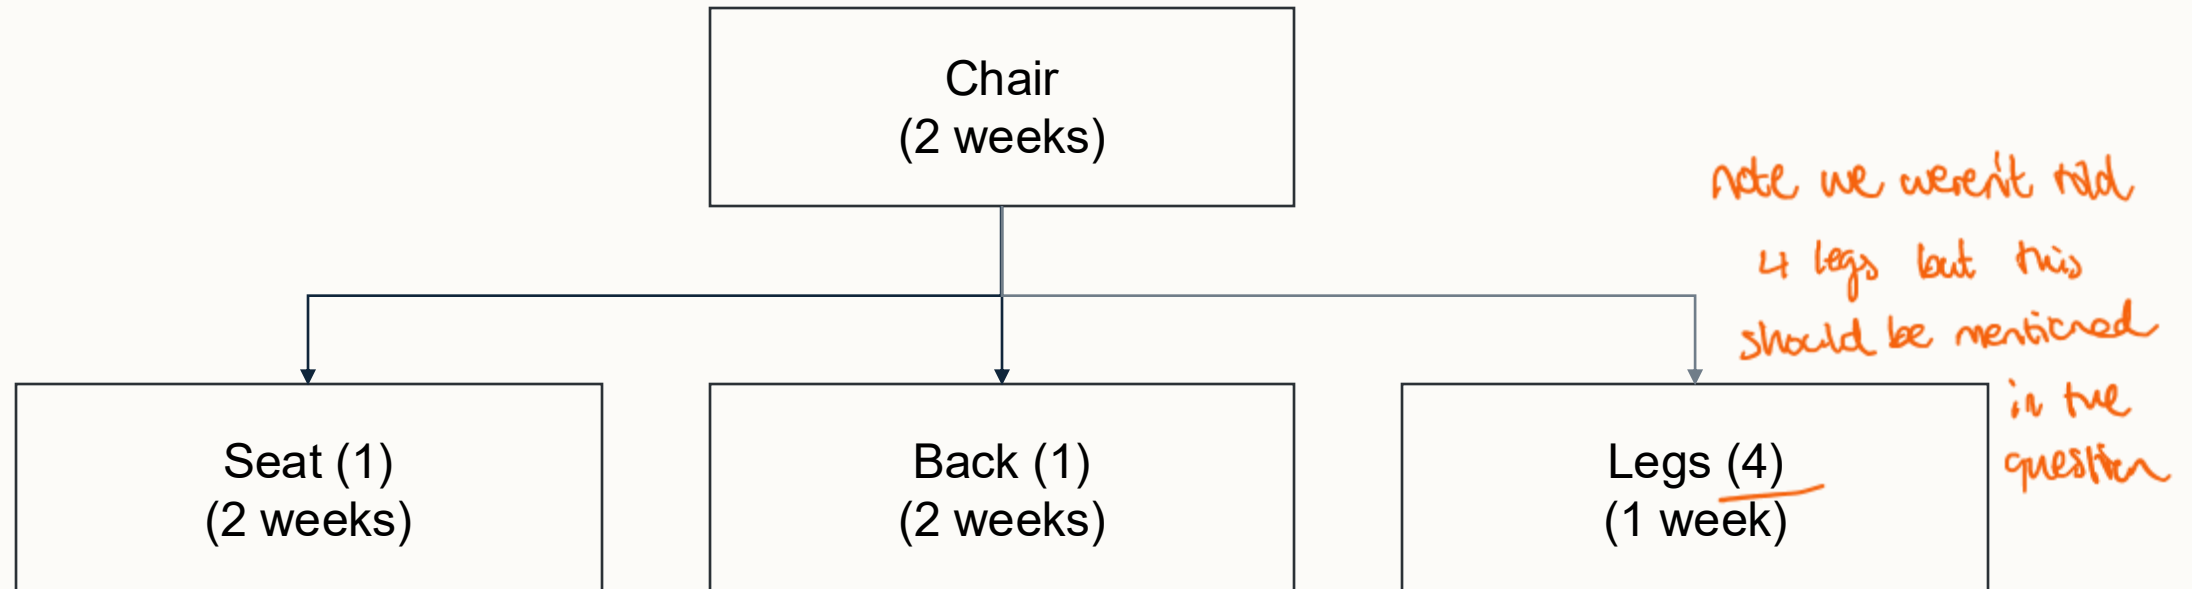 Chair
(2 weeks)
note we weren't told
4 legs but this
should be mentioned
in the
question
Seat (1)
(2 weeks)
Back (1)
(2 weeks)
Legs (4)
(1 week)